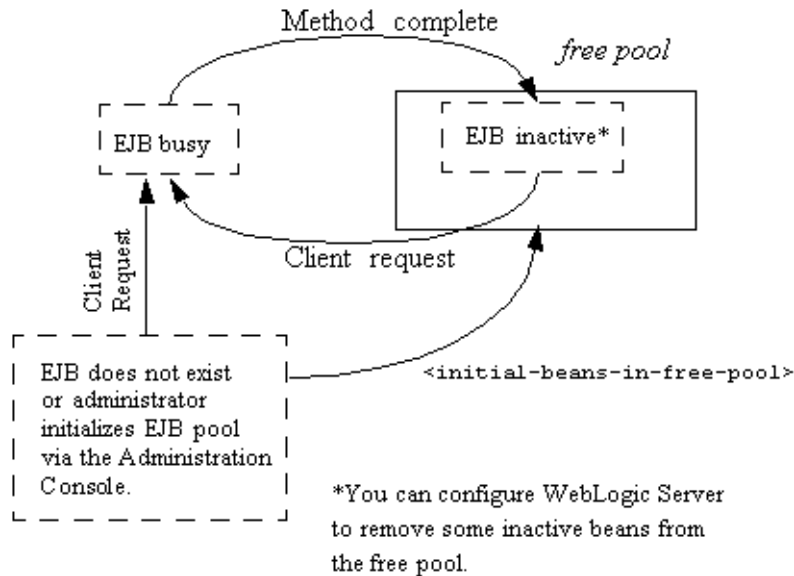 Method complete
free pool
EJB busy
EJB inactive*
Client request
Client
Request
EJB does not exist
or administrator
initializes EJB pool
via the Administration
Console.
<initial-beans-in-free-pool>
*You can configure WebLogic Server
to remove some inactive beans from
the free pool.